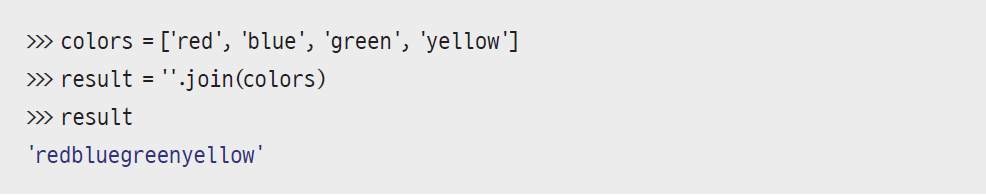 >>> colors = ['red', 'blue', 'green', 'yellow']
>>> result = ''.join(colors)
>>> result
'redbluegreenyellow'